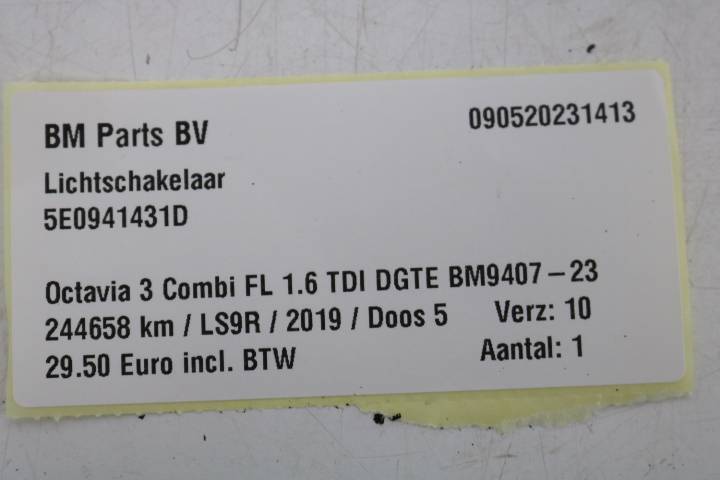 BM Parts BV 090520231413
Lichtschakelaar
5E0941431D
Octavia 3 Combi FL 1.6 TDI DGTE BM9407-23
244658 km / LS9R / 2019 / Doos 5 Verz: 10
29.50 Euro incl. BTW Aantal: 1